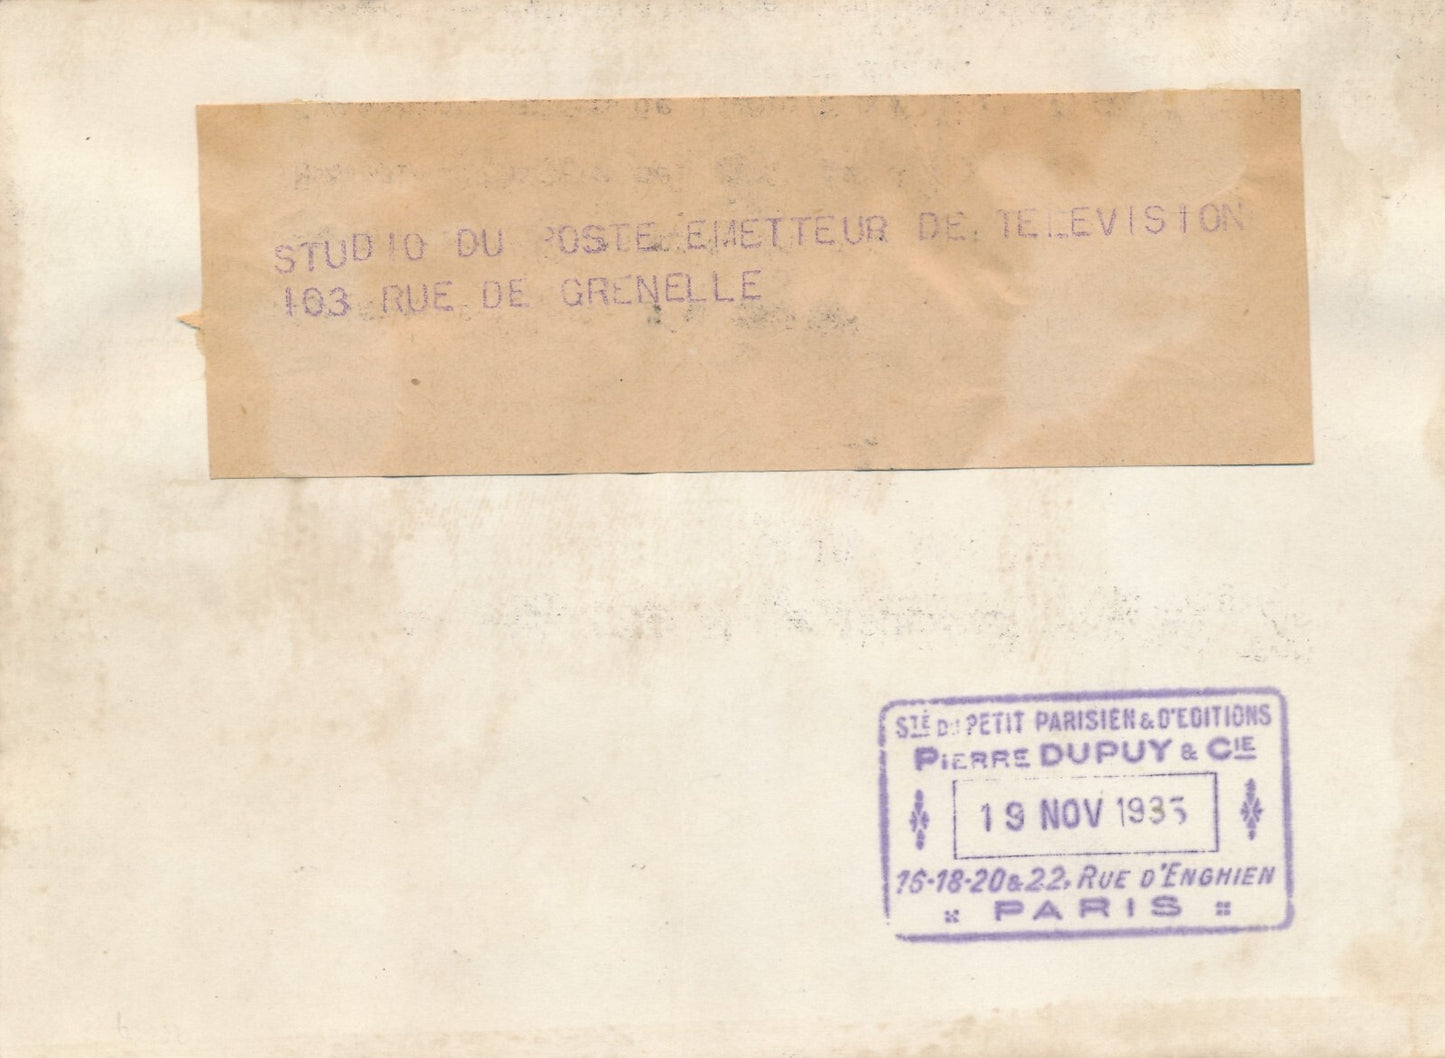 STUDIO DU POSTE EMETTEUR DE TELEVISION
103 RUE DE GRENELLE
STÉ DU PETIT PARISIEN & D'EDITIONS
PIERRE DUPUY & CIE
19 NOV 1935
16-18-20 & 22, RUE D'ENGHIEN
PARIS